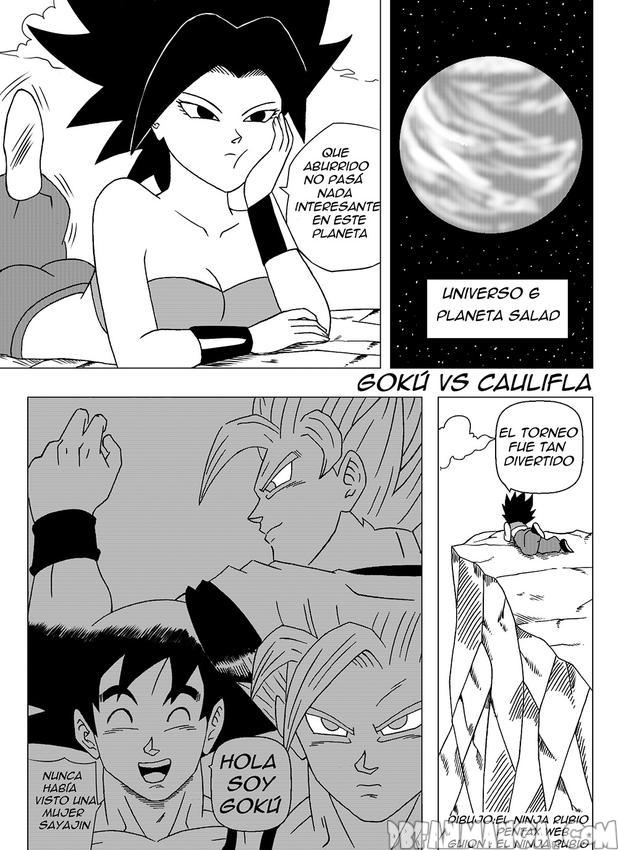 UNIVERSO 6
PLANETA SALAD
QUE
ABURRIDO
NO PASÁ
NADA
INTERESANTE
EN ESTE
PLANETA
GOKÚ VS CAULIFLA
EL TORNEO
FUE TAN
DIVERTIDO
HOLA
SOY
GOKÚ
NUNCA
HABÍA
VISTO UNA
MUJER
SAYAJIN
DIBUJO:EL NINJA RUBIO
PENTAX WEB
GUION: EL NINJA RUBIO